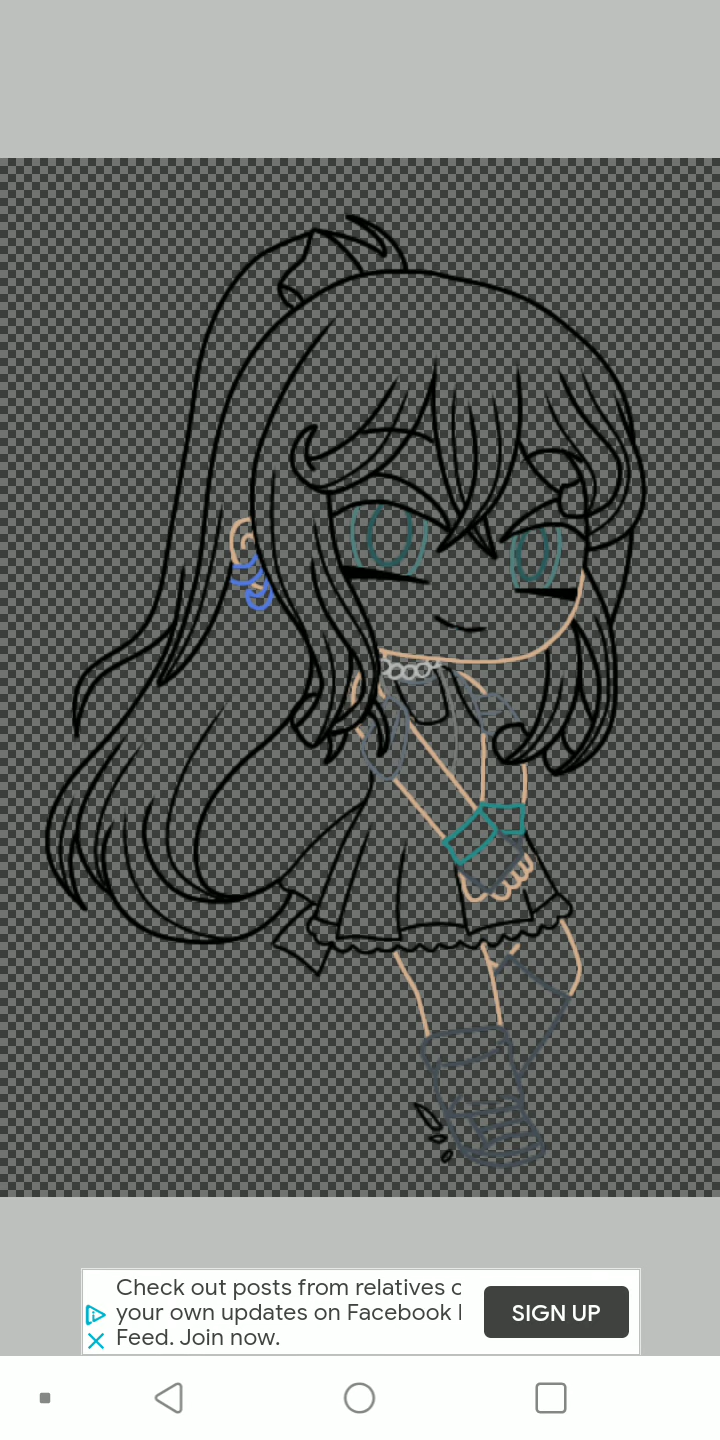 Check out posts from relatives
your own updates on Facebook
Feed. Join now.
SIGN UP